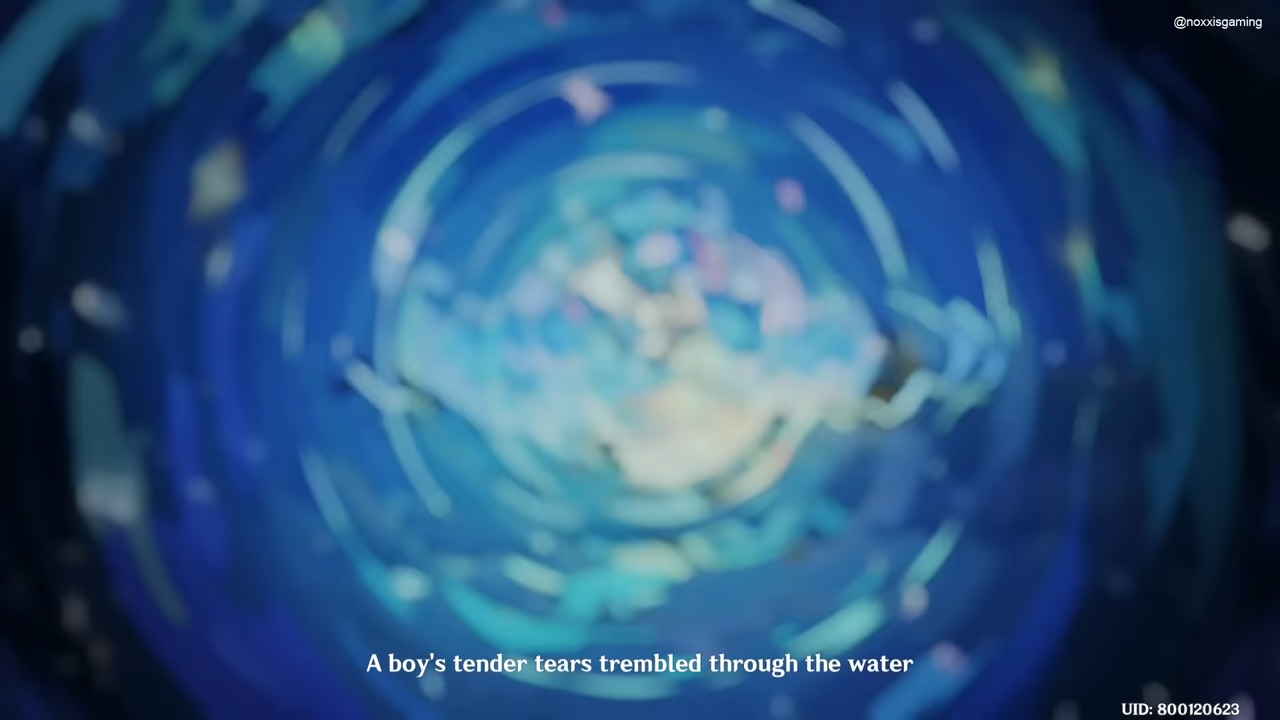 @noxxisgaming
A boy's tender tears trembled through the water
UID: 800120623